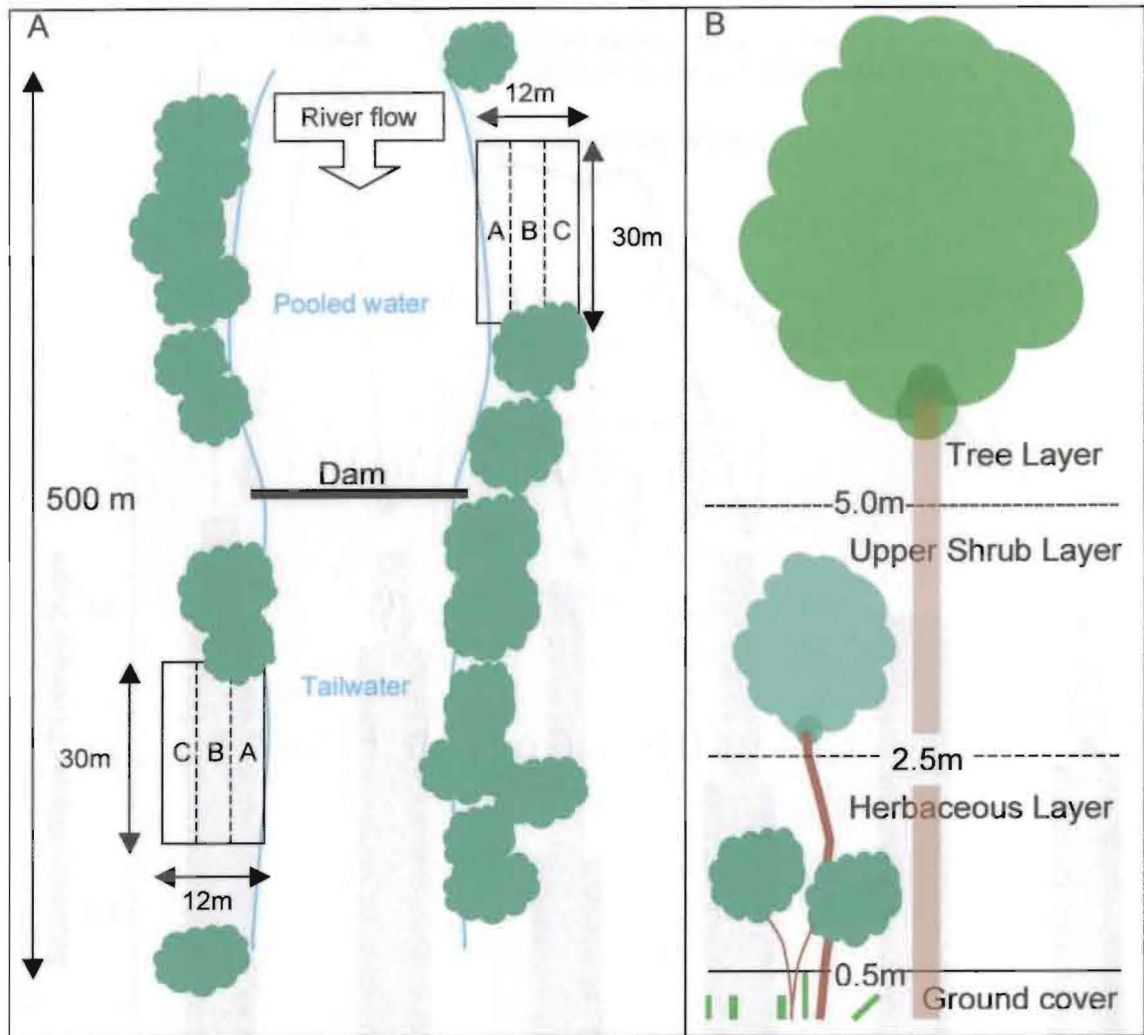 A
12m
River flow
A B C
30m
Pooled water
Dam
500 m
Tailwater
30m
C B A
12m
B
Tree Layer
5.0m
Upper Shrub Layer
2.5m
Herbaceous Layer
0.5m
Ground cover